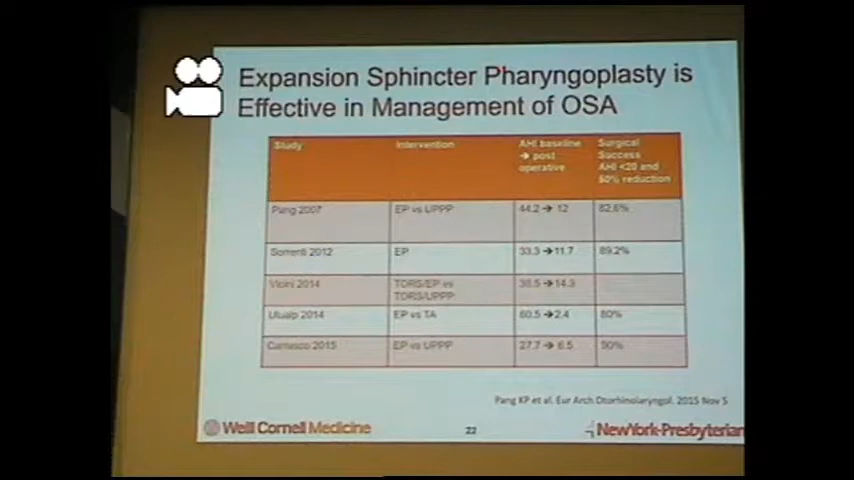 Expansion Sphincter Pharyngoplasty is
Effective in Management of OSA
Study Intervention AHI baseline Surgical
➔ post Success
operative AHI <20 and
50% reduction
Pang 2007 EP vs UPPP 44.2 ➔ 12 82.6%
Sorrenti 2012 EP 33.3 ➔11.7 89.2%
Vicini 2014 TORS/EP vs 38.5 ➔14.3
TORS/UPPP
Ulualp 2014 EP vs TA 60.5 ➔2.4 80%
Carrasco 2015 EP vs UPPP 27.7 ➔ 6.5 90%
Pang KP et al. Eur Arch Otorhinolaryngol. 2015 Nov 5
Weill Cornell Medicine 22 NewYork-Presbyterian